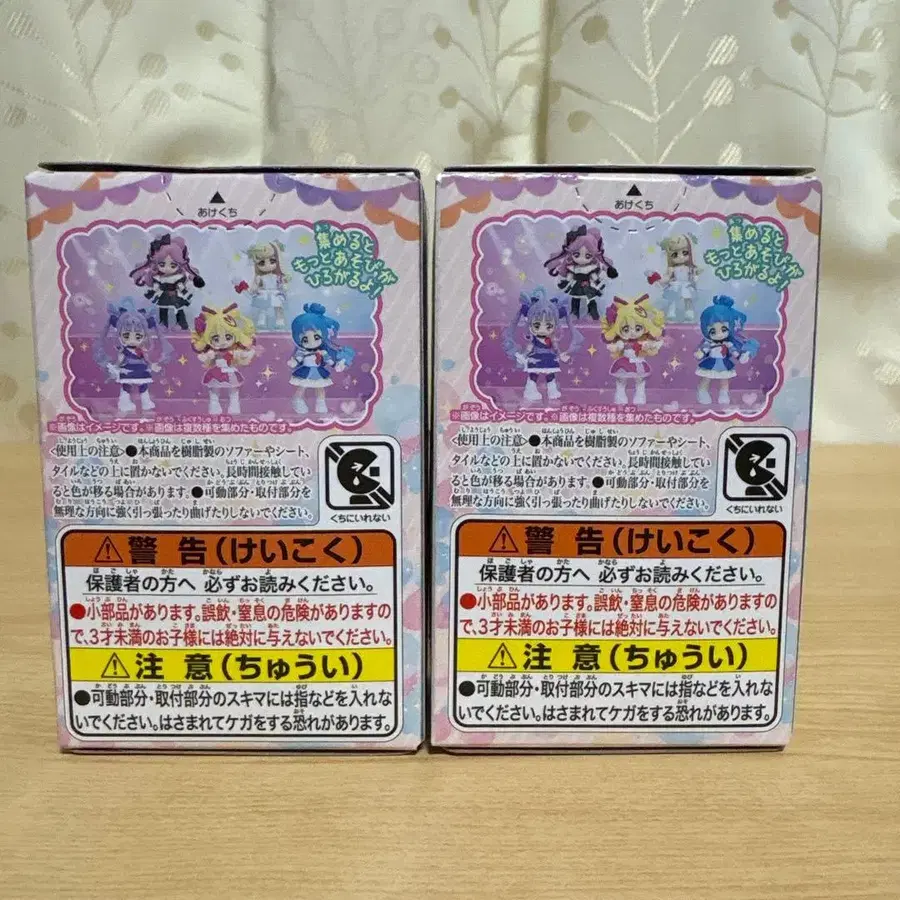 あけくち
集めると
もっとあそびが
ひろがるよ!
※画像はイメージです。※画像は複数種を集めたものです。
<使用上の注意>●本商品を樹脂製のソファーやシート、
タイルなどの上に置かないでください。長時間接触してい
ると色が移る場合があります。●可動部分・取付部分を
無理な方向に強く引っ張ったり曲げたりしないでください。
くちにいれない
警告(けいこく)
保護者の方へ 必ずお読みください。
●小部品があります。誤飲・窒息の危険がありますの
で、3才未満のお子様には絶対に与えないでください。
注意(ちゅうい)
●可動部分・取付部分のスキマには指などを入れな
いでください。はさまれてケガをする恐れがあります。
あけくち
集めると
もっとあそびが
ひろがるよ!
※画像はイメージです。※画像は複数種を集めたものです。
<使用上の注意>●本商品を樹脂製のソファーやシート、
タイルなどの上に置かないでください。長時間接触してい
ると色が移る場合があります。●可動部分・取付部分を
無理な方向に強く引っ張ったり曲げたりしないでください。
くちにいれない
警告(けいこく)
保護者の方へ 必ずお読みください。
●小部品があります。誤飲・窒息の危険がありますの
で、3才未満のお子様には絶対に与えないでください。
注意(ちゅうい)
●可動部分・取付部分のスキマには指などを入れな
いでください。はさまれてケガをする恐れがあります。